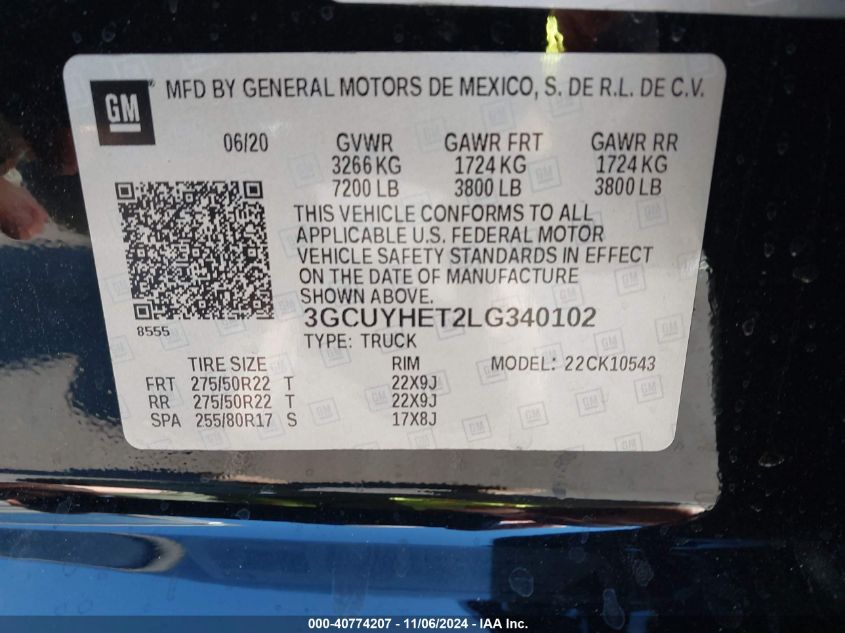 GM
MFD BY GENERAL MOTORS DE MEXICO, S. DE R.L. DE C.V.
06/20 GVWR GAWR FRT GAWR RR
3266 KG 1724 KG 1724 KG
7200 LB 3800 LB 3800 LB
THIS VEHICLE CONFORMS TO ALL
APPLICABLE U.S. FEDERAL MOTOR
VEHICLE SAFETY STANDARDS IN EFFECT
ON THE DATE OF MANUFACTURE
SHOWN ABOVE.
8555 3GCUYHET2LG340102
TYPE: TRUCK
TIRE SIZE RIM MODEL: 22CK10543
FRT 275/50R22 T 22X9J
RR 275/50R22 T 22X9J
SPA 255/80R17 S 17X8J
000-40774207 - 11/06/2024 - IAA Inc.